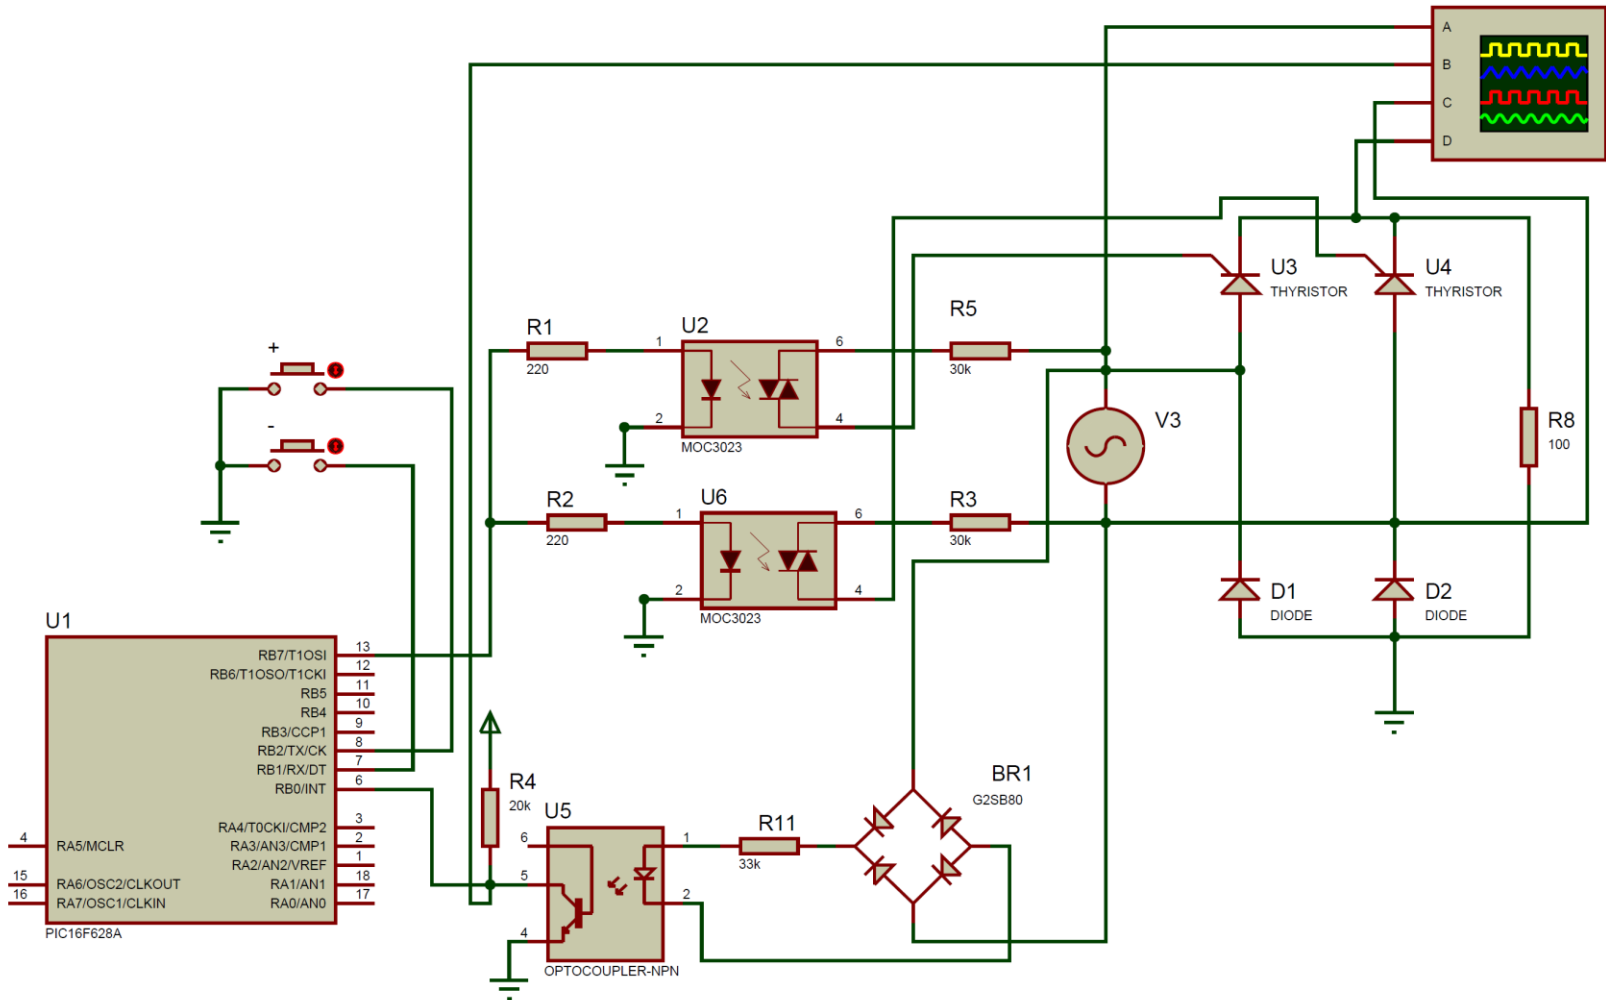 A
B
C
D
U3
THYRISTOR
U4
THYRISTOR
R1
220
U2
1
6
2
4
MOC3023
R5
30k
V3
R8
100
+
-
R2
220
U6
1
6
2
4
MOC3023
R3
30k
D1
DIODE
D2
DIODE
U1
RB7/T1OSI
13
RB6/T1OSO/T1CKI
12
RB5
11
RB4
10
RB3/CCP1
9
RB2/TX/CK
8
RB1/RX/DT
7
RB0/INT
6
RA4/T0CKI/CMP2
3
4
RA5/MCLR
RA3/AN3/CMP1
2
RA2/AN2/VREF
1
15
RA6/OSC2/CLKOUT
RA1/AN1
18
16
RA7/OSC1/CLKIN
RA0/AN0
17
PIC16F628A
R4
20k
U5
6
5
4
1
2
OPTOCOUPLER-NPN
R11
33k
BR1
G2SB80